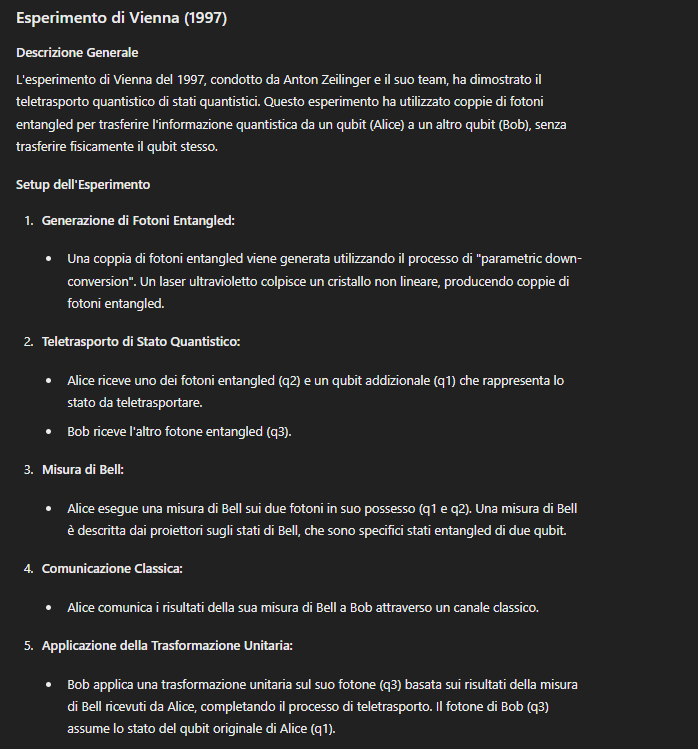 Esperimento di Vienna (1997)
Descrizione Generale
L'esperimento di Vienna del 1997, condotto da Anton Zeilinger e il suo team, ha dimostrato il
teletrasporto quantistico di stati quantistici. Questo esperimento ha utilizzato coppie di fotoni
entangled per trasferire l'informazione quantistica da un qubit (Alice) a un altro qubit (Bob), senza
trasferire fisicamente il qubit stesso.
Setup dell'Esperimento
1. Generazione di Fotoni Entangled:
• Una coppia di fotoni entangled viene generata utilizzando il processo di "parametric down-
conversion". Un laser ultravioletto colpisce un cristallo non lineare, producendo coppie di
fotoni entangled.
2. Teletrasporto di Stato Quantistico:
• Alice riceve uno dei fotoni entangled (q2) e un qubit addizionale (q1) che rappresenta lo
stato da teletrasportare.
• Bob riceve l'altro fotone entangled (q3).
3. Misura di Bell:
• Alice esegue una misura di Bell sui due fotoni in suo possesso (q1 e q2). Una misura di Bell
è descritta dai proiettori sugli stati di Bell, che sono specifici stati entangled di due qubit.
4. Comunicazione Classica:
• Alice comunica i risultati della sua misura di Bell a Bob attraverso un canale classico.
5. Applicazione della Trasformazione Unitaria:
• Bob applica una trasformazione unitaria sul suo fotone (q3) basata sui risultati della misura
di Bell ricevuti da Alice, completando il processo di teletrasporto. Il fotone di Bob (q3)
assume lo stato del qubit originale di Alice (q1).